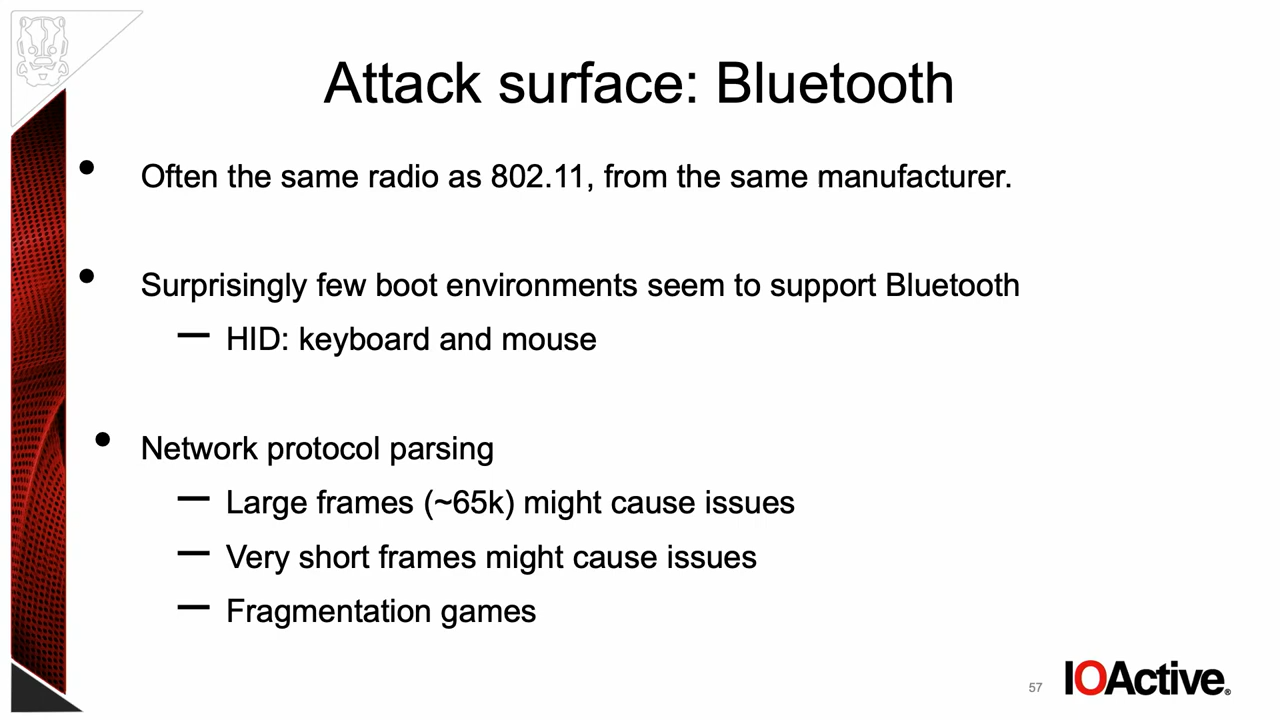 Attack surface: Bluetooth
• Often the same radio as 802.11, from the same manufacturer.
• Surprisingly few boot environments seem to support Bluetooth
– HID: keyboard and mouse
• Network protocol parsing
– Large frames (~65k) might cause issues
– Very short frames might cause issues
– Fragmentation games
57
IOActive®